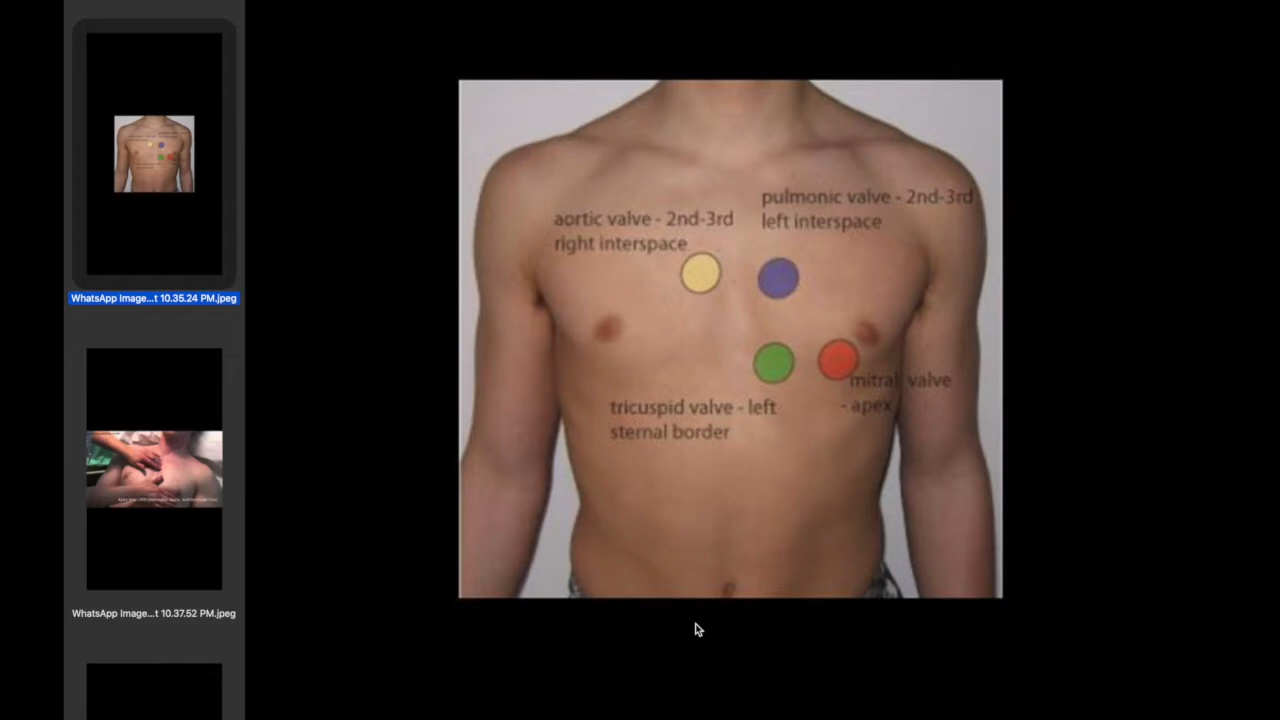 WhatsApp Image...t 10.35.24 PM.jpeg
WhatsApp Image...t 10.37.52 PM.jpeg
pulmonic valve - 2nd-3rd
left interspace
aortic valve - 2nd-3rd
right interspace
mitral valve
- apex
tricuspid valve - left
sternal border